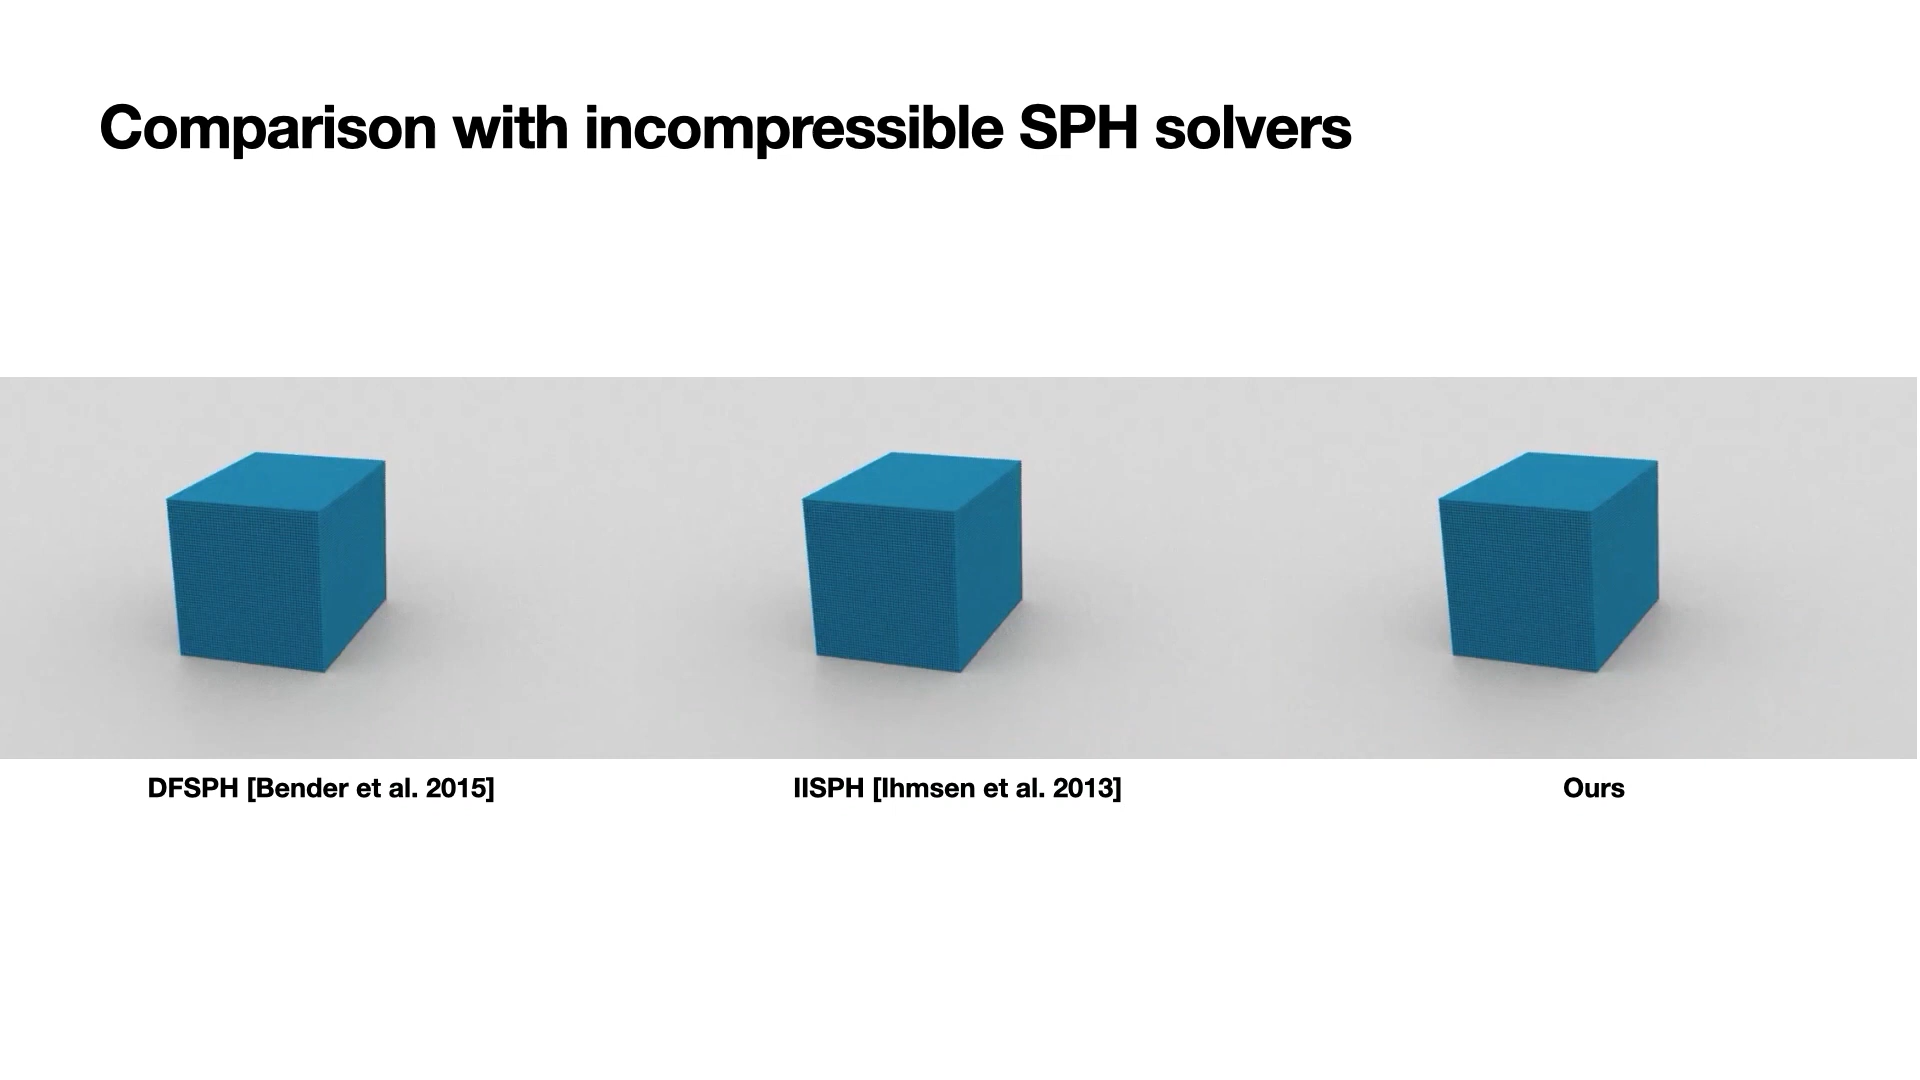 Comparison with incompressible SPH solvers
DFSPH [Bender et al. 2015]
IISPH [Ihmsen et al. 2013]
Ours